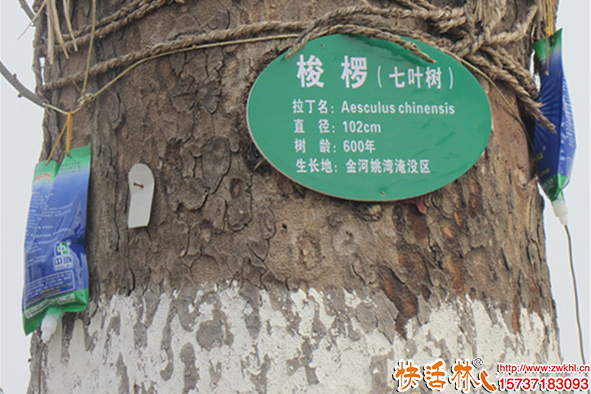 梭椤（七叶树）
拉丁名：Aesculus chinensis
直 径：102cm
树 龄：600年
生长地：金河姚湾淹没区
快活林®
http://www.zwkhl.cn
15737183093